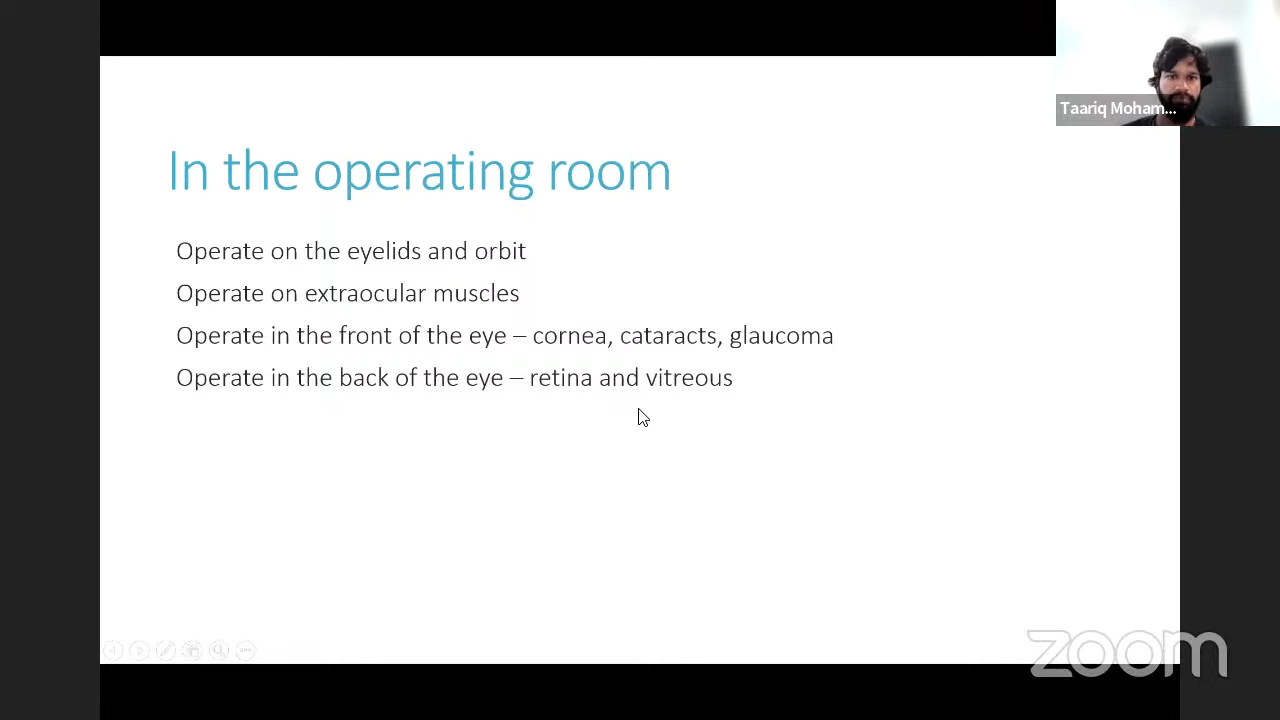 Taariq Moham...
In the operating room
Operate on the eyelids and orbit
Operate on extraocular muscles
Operate in the front of the eye – cornea, cataracts, glaucoma
Operate in the back of the eye – retina and vitreous
zoom